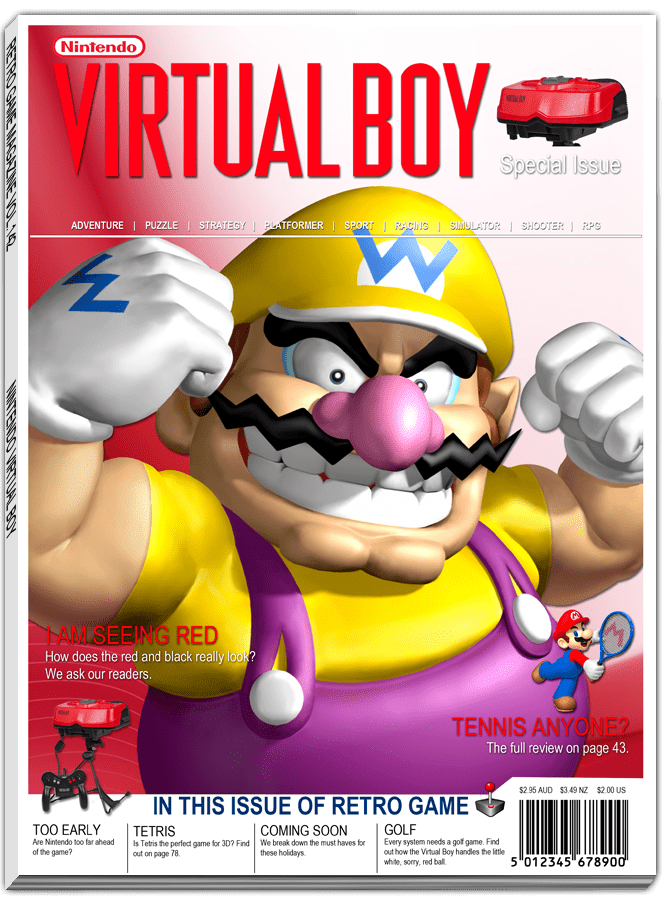 Nintendo
VIRTUAL BOY
VIRTUAL BOY
Special Issue
ADVENTURE | PUZZLE | STRATEGY | PLATFORMER | SPORT | RACING | SIMULATOR | SHOOTER | RPG
W
I AM SEEING RED
How does the red and black really look?
We ask our readers.
TENNIS ANYONE?
The full review on page 43.
IN THIS ISSUE OF RETRO GAME
TOO EARLY
Are Nintendo too far ahead
of the game?
TETRIS
Is Tetris the perfect game for 3D? Find
out on page 78.
COMING SOON
We break down the must haves for
these holidays.
GOLF
Every system needs a golf game. Find
out how the Virtual Boy handles the little
white, sorry, red ball.
$2.95 AUD $3.49 NZ $2.00 US
5 012345 678900
RETRO GAME MAGAZINE
NINTENDO VIRTUAL BOY